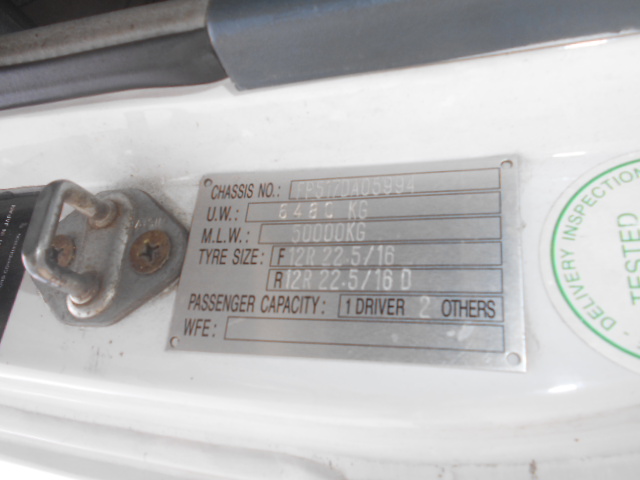 CHASSIS NO.:
U.W.: 8480 KG
M.L.W.: 50000KG
TYRE SIZE: F 12R 22.5/16
R 12R 22.5/16 D
PASSENGER CAPACITY: 1 DRIVER 2 OTHERS
WFE:
DELIVERY INSPECTION
TESTED